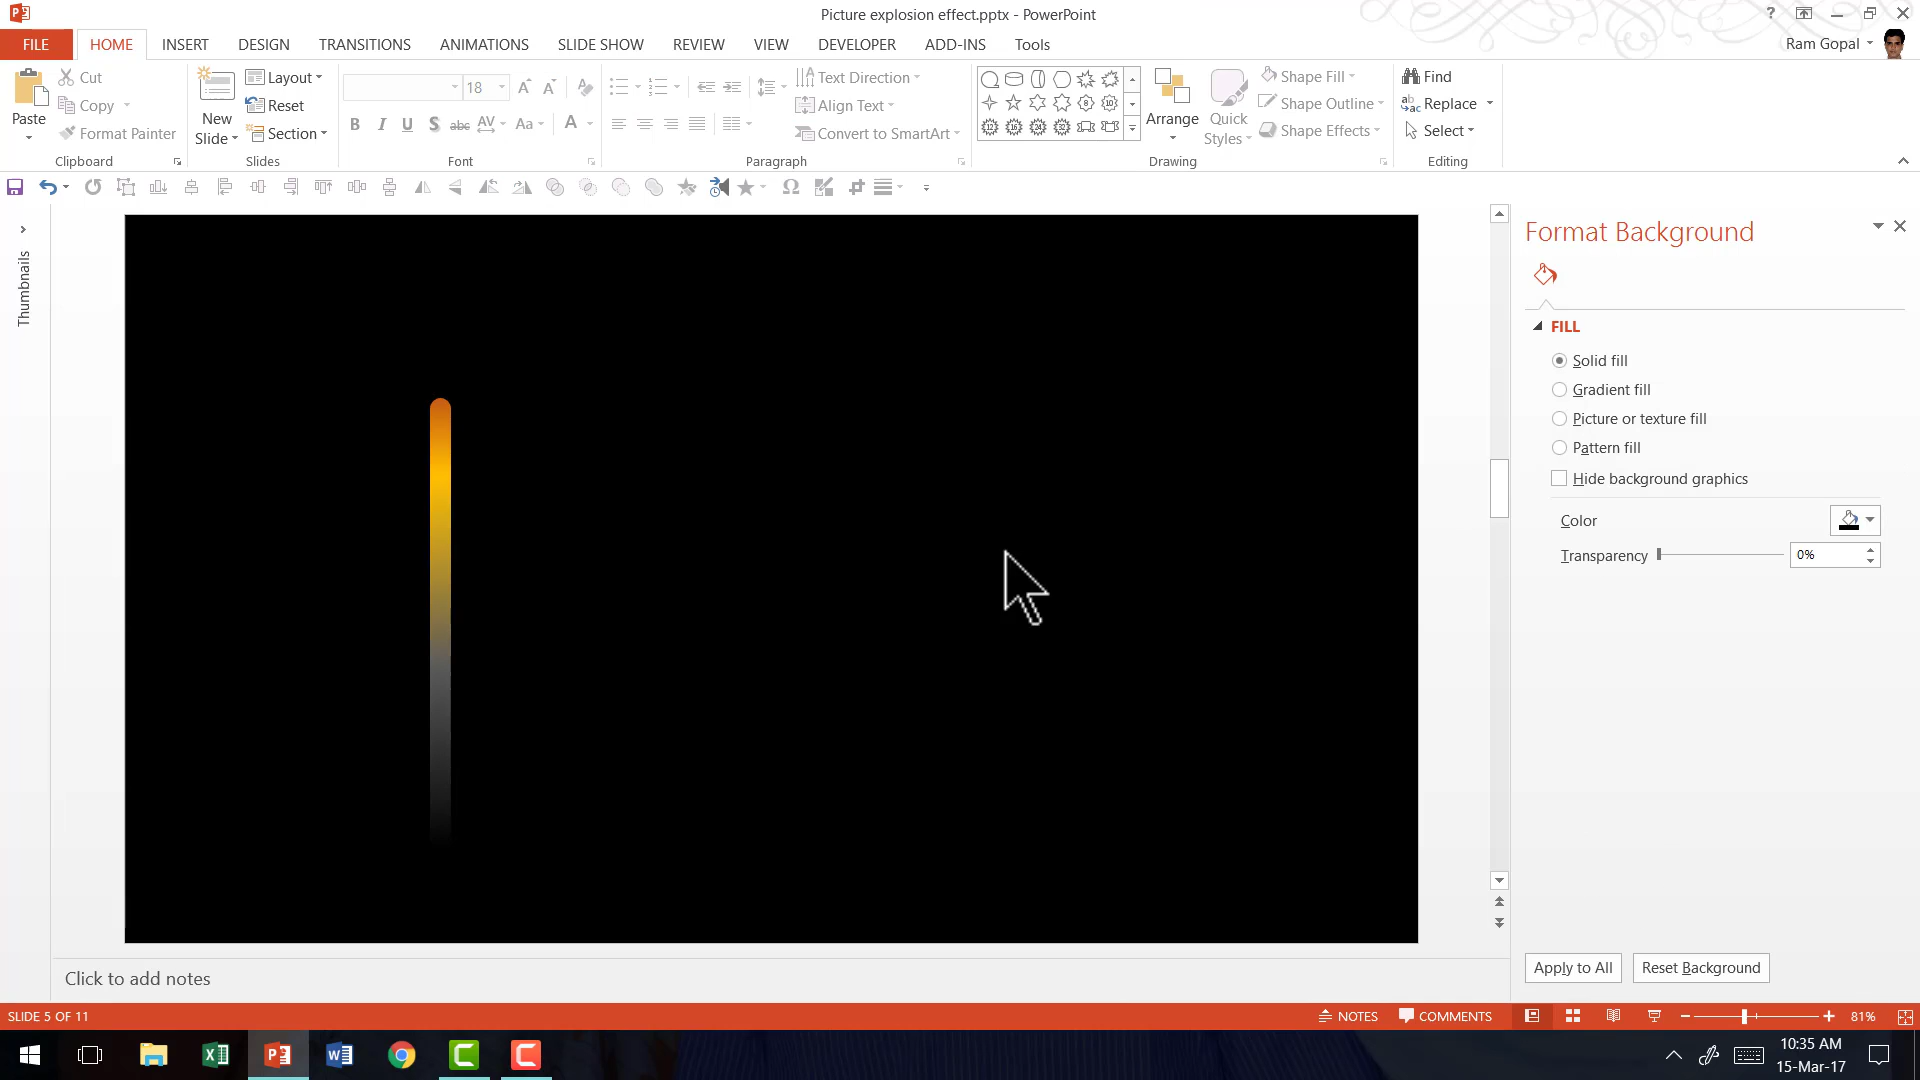 Picture explosion effect.pptx - PowerPoint
?
FILE HOME INSERT DESIGN TRANSITIONS ANIMATIONS SLIDE SHOW REVIEW VIEW DEVELOPER ADD-INS Tools
Ram Gopal
Paste
Cut
Copy
Format Painter
Clipboard
New Slide
Layout
Reset
Section
Slides
18
B I U S abc AV Aa A
Font
Text Direction
Align Text
Convert to SmartArt
Paragraph
Arrange
Quick Styles
Shape Fill
Shape Outline
Shape Effects
Drawing
Find
Replace
Select
Editing
Thumbnails
Format Background
FILL
Solid fill
Gradient fill
Picture or texture fill
Pattern fill
Hide background graphics
Color
Transparency 0%
Apply to All Reset Background
Click to add notes
SLIDE 5 OF 11 NOTES COMMENTS 81%
10:35 AM
15-Mar-17